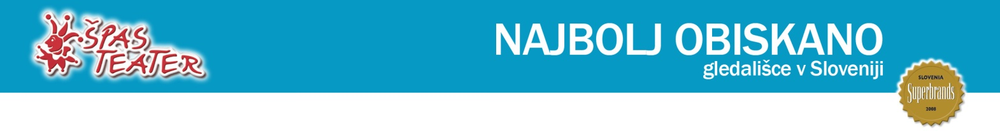 ŠPAS
TEATER
NAJBOLJ OBISKANO
gledališce v Sloveniji
SLOVENIA
Superbrands
2008